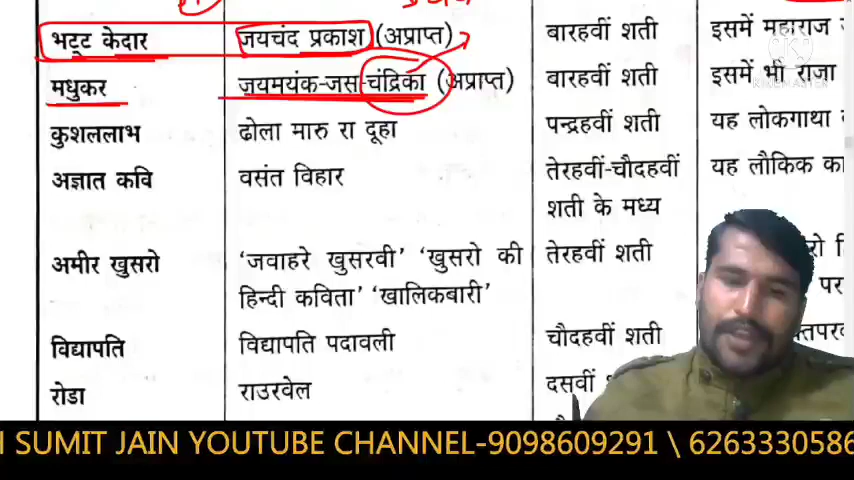 भट्ट केदार जयचंद प्रकाश (अप्राप्त) बारहवीं शती इसमें महाराज
मधुकर जयमयंक-जस-चंद्रिका (अप्राप्त) बारहवीं शती इसमें भी राजा
KINEMASTER
कुशललाभ ढोला मारु रा दूहा पन्द्रहवीं शती यह लोकगाथा
अज्ञात कवि वसंत विहार तेरहवीं-चौदहवीं यह लौकिक
शती के मध्य
अमीर खुसरो 'जवाहरे खुसरवी' 'खुसरो की तेरहवीं शती
हिन्दी कविता' 'खालिकबारी'
विद्यापति विद्यापति पदावली चौदहवीं शती
रोडा राउरवेल दसवीं
SUMIT JAIN YOUTUBE CHANNEL-9098609291 \ 6263330586